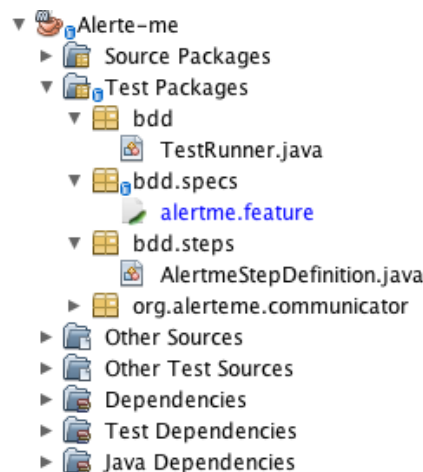 Alerte-me
Source Packages
Test Packages
bdd
TestRunner.java
bdd.specs
alertme.feature
bdd.steps
AlertmeStepDefinition.java
org.alerteme.communicator
Other Sources
Other Test Sources
Dependencies
Test Dependencies
Java Dependencies